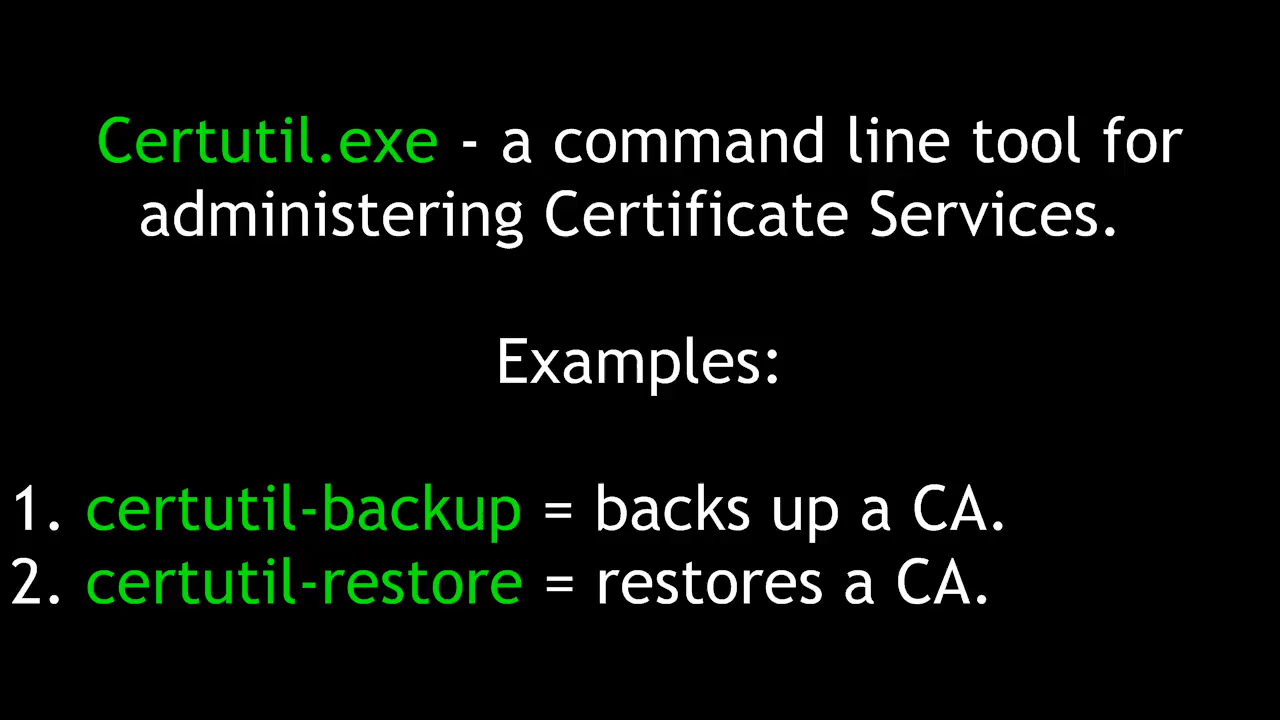 Certutil.exe - a command line tool for
administering Certificate Services.
Examples:
1. certutil-backup = backs up a CA.
2. certutil-restore = restores a CA.